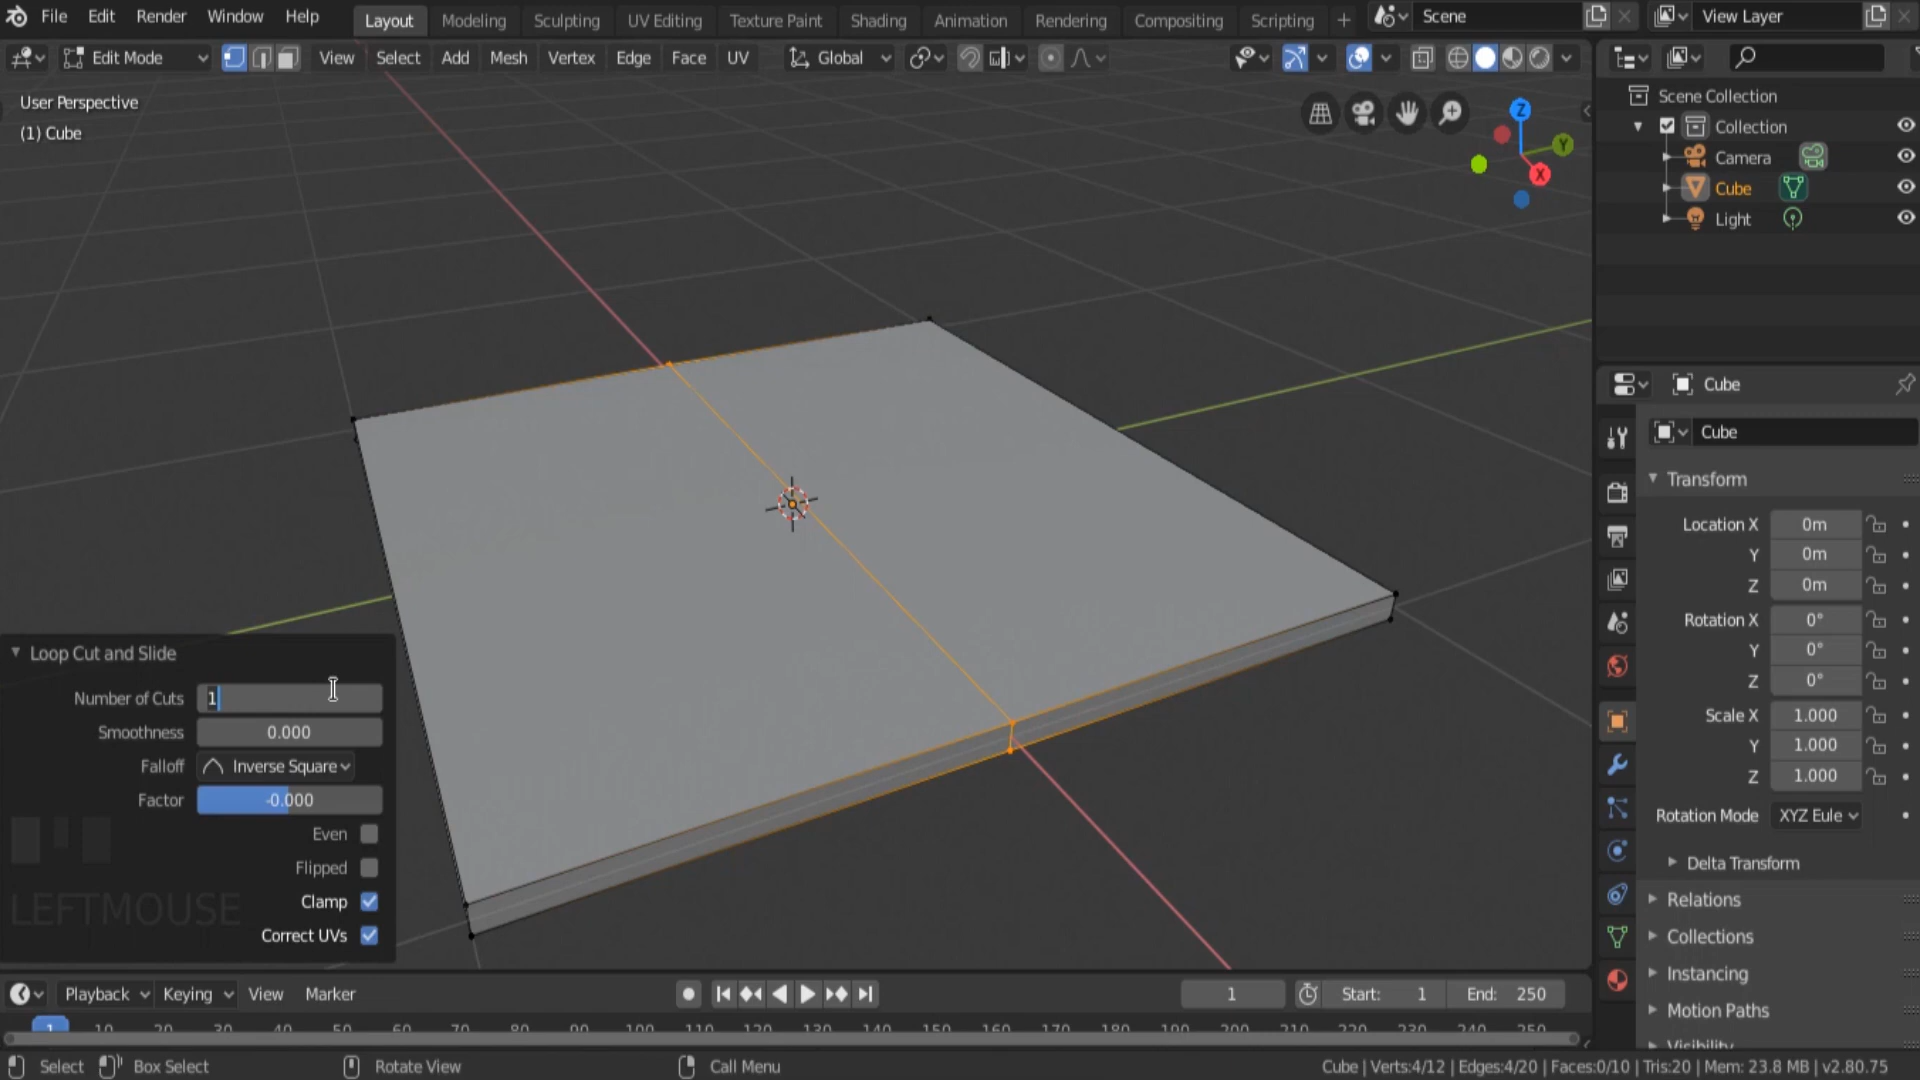 File Edit Render Window Help Layout Modeling Sculpting UV Editing Texture Paint Shading Animation Rendering Compositing Scripting + Scene View Layer
Edit Mode View Select Add Mesh Vertex Edge Face UV Global
User Perspective
(1) Cube
Z
Y
X
Scene Collection
Collection
Camera
Cube
Light
Cube
Cube
Transform
Location X 0m
Y 0m
Z 0m
Rotation X 0°
Y 0°
Z 0°
Scale X 1.000
Y 1.000
Z 1.000
Rotation Mode XYZ Eule
Delta Transform
Relations
Collections
Instancing
Motion Paths
Visibility
Loop Cut and Slide
Number of Cuts 1
Smoothness 0.000
Falloff Inverse Square
Factor -0.000
Even
Flipped
Clamp
Correct UVs
LEFTMOUSE
Playback Keying View Marker 1 Start: 1 End: 250
1 10 20 30 40 50 60 70 80 90 100 110 120 130 140 150 160 170 180 190 200 210 220 230 240 250
Select Box Select Rotate View Call Menu Cube | Verts:4/12 | Edges:4/20 | Faces:0/10 | Tris:20 | Mem: 23.8 MB | v2.80.75